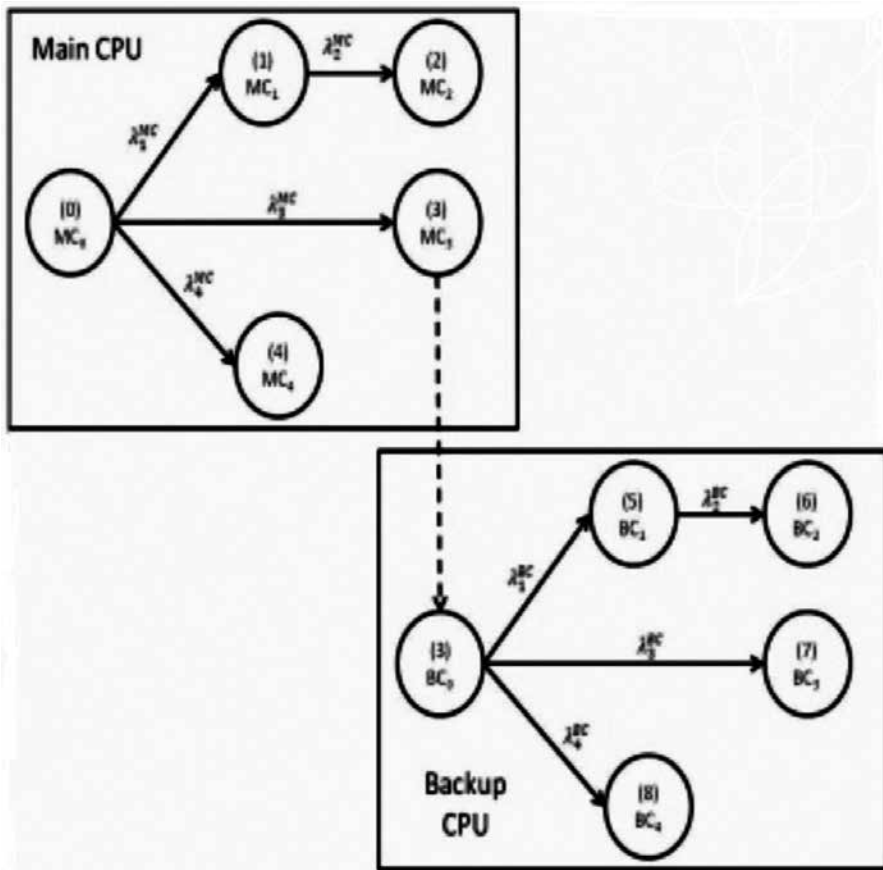 Main CPU
(1)
MC₁
λ₂ᴹᶜ
(2)
MC₂
λ₁ᴹᶜ
(0)
MC₀
λ₃ᴹᶜ
(3)
MC₃
λ₄ᴹᶜ
(4)
MC₄
(5)
BC₁
λ₂ᴮᶜ
(6)
BC₂
λ₁ᴮᶜ
(3)
BC₀
λ₃ᴮᶜ
(7)
BC₃
λ₄ᴮᶜ
(8)
BC₄
Backup
CPU